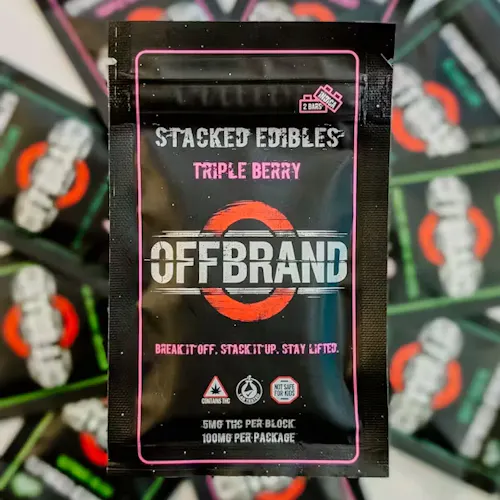 INDICA
2 BARS
STACKED EDIBLES
TRIPLE BERRY
OFFBRAND
BREAK IT OFF. STACK IT UP. STAY LIFTED.
CONTAINS THC
NOT SAFE
FOR KIDS
5MG THC PER BLOCK
100MG PER PACKAGE